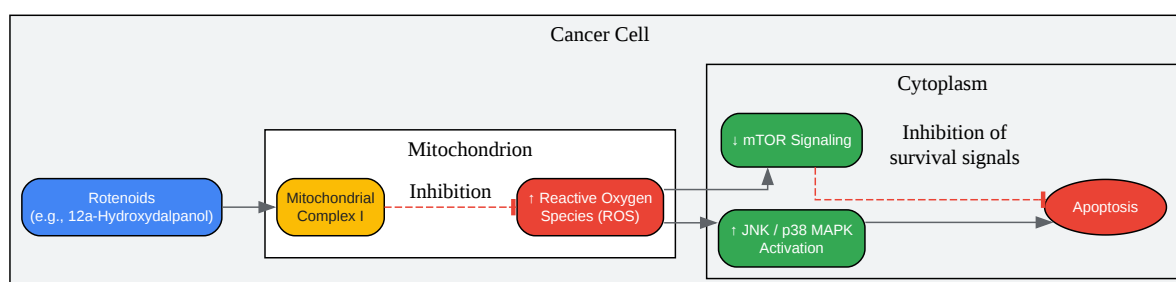 Cancer Cell
Cytoplasm
Mitochondrion
Rotenoids
(e.g., 12a-Hydroxydalpanol)
Mitochondrial
Complex I
Inhibition
↑ Reactive Oxygen
Species (ROS)
↓ mTOR Signaling
Inhibition of
survival signals
↑ JNK / p38 MAPK
Activation
Apoptosis